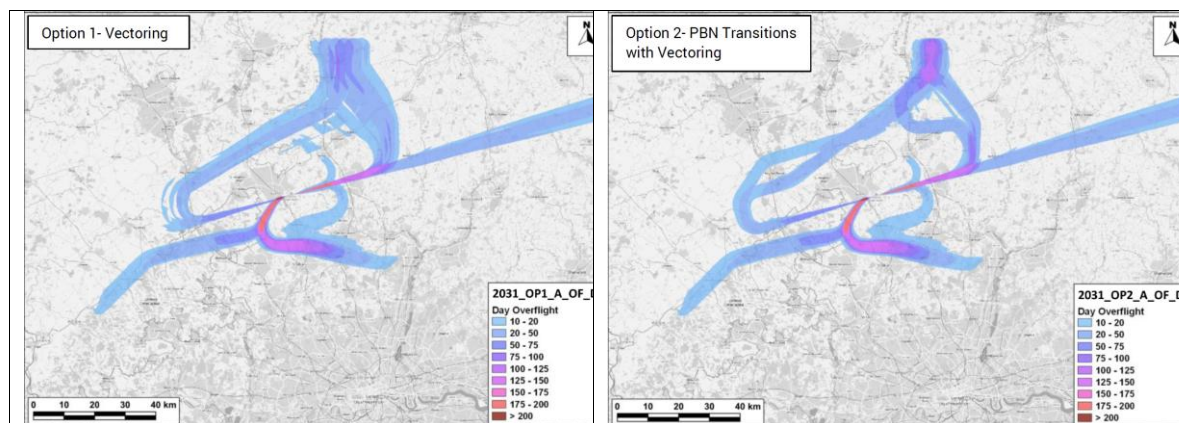 Option 1- Vectoring
N
2031_OP1_A_OF_D
Day Overflight
10 - 20
20 - 50
50 - 75
75 - 100
100 - 125
125 - 150
150 - 175
175 - 200
> 200
0 10 20 30 40 km
Option 2- PBN Transitions
with Vectoring
N
2031_OP2_A_OF_D
Day Overflight
10 - 20
20 - 50
50 - 75
75 - 100
100 - 125
125 - 150
150 - 175
175 - 200
> 200
0 10 20 30 40 km